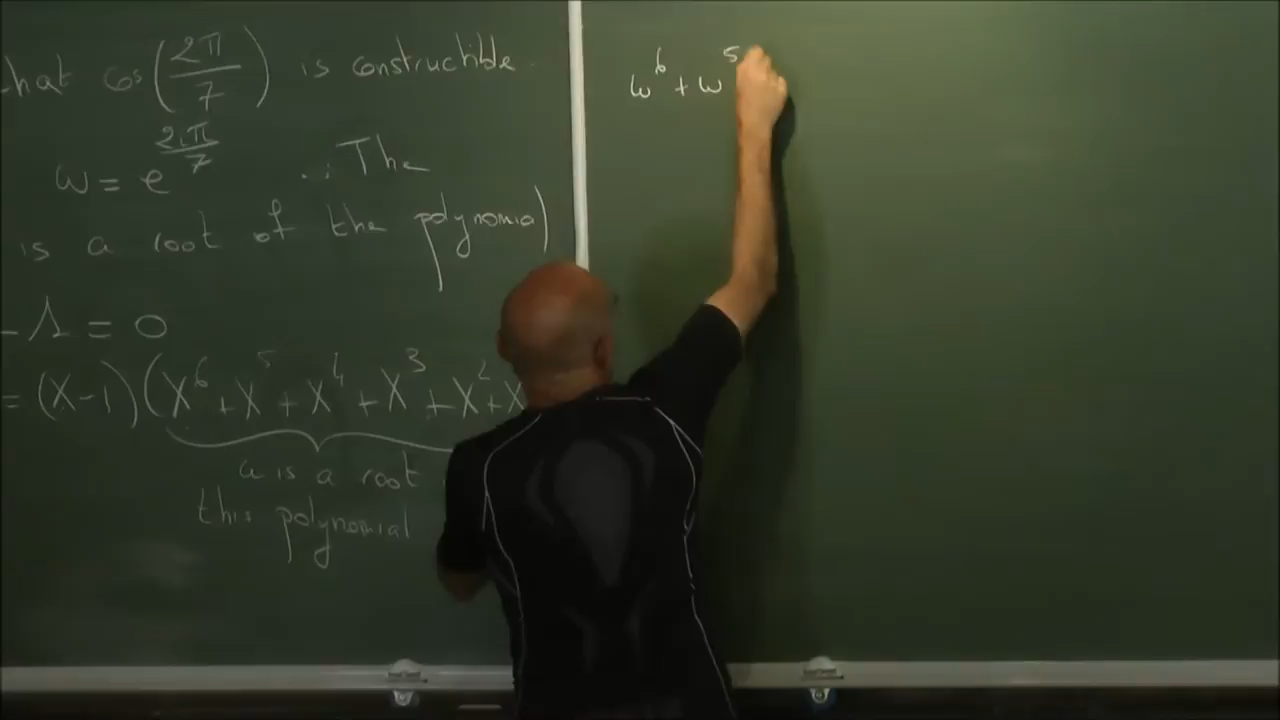 that cos(2π/7) is constructible.
ω = e^(2iπ/7) ∴ The
is a root of the polynomial
- 1 = 0
= (X-1)(X⁶ + X⁵ + X⁴ + X³ + X² + X
is a root
this polynomial
ω⁶ + ω⁵